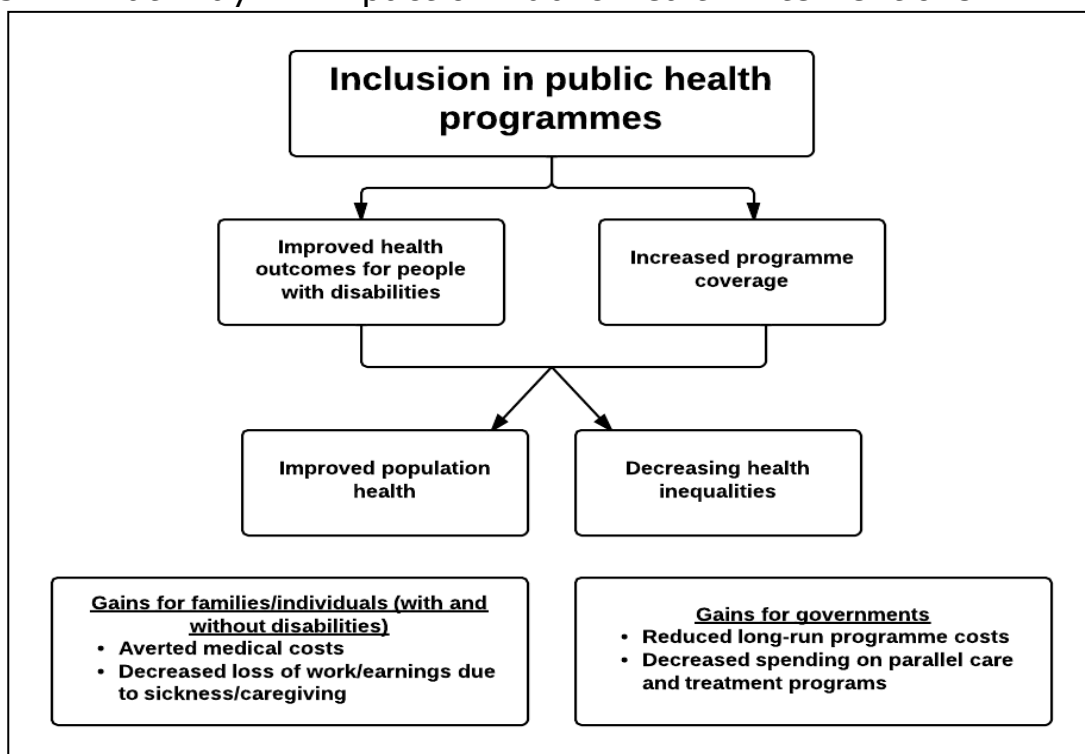 Inclusion in public health
programmes
Improved health
outcomes for people
with disabilities
Increased programme
coverage
Improved population
health
Decreasing health
inequalities
Gains for families/individuals (with and
without disabilities)
• Averted medical costs
• Decreased loss of work/earnings due
to sickness/caregiving
Gains for governments
• Reduced long-run programme costs
• Decreased spending on parallel care
and treatment programs